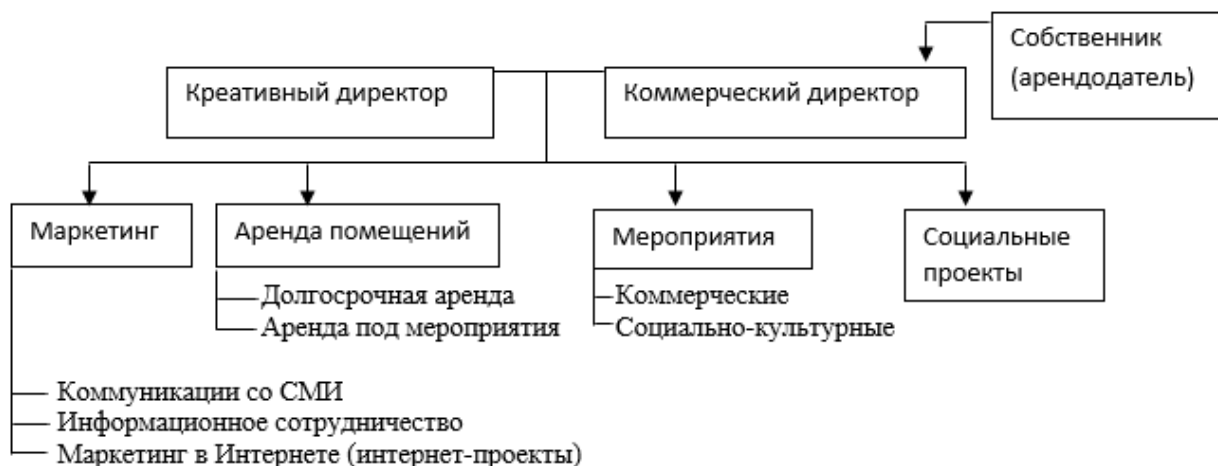 Собственник
(арендодатель)
Креативный директор
Коммерческий директор
Маркетинг
Аренда помещений
Мероприятия
Социальные
проекты
Долгосрочная аренда
Аренда под мероприятия
Коммерческие
Социально-культурные
Коммуникации со СМИ
Информационное сотрудничество
Маркетинг в Интернете (интернет-проекты)